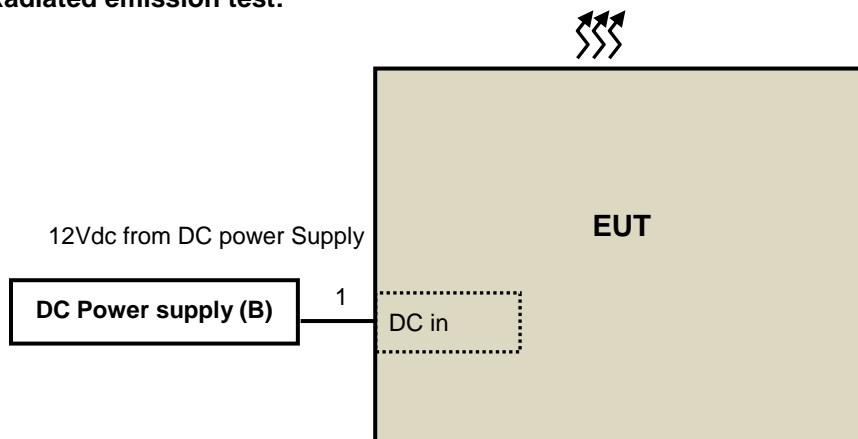 Radiated emission test:
EUT
12Vdc from DC power Supply
DC Power supply (B)
1
DC in